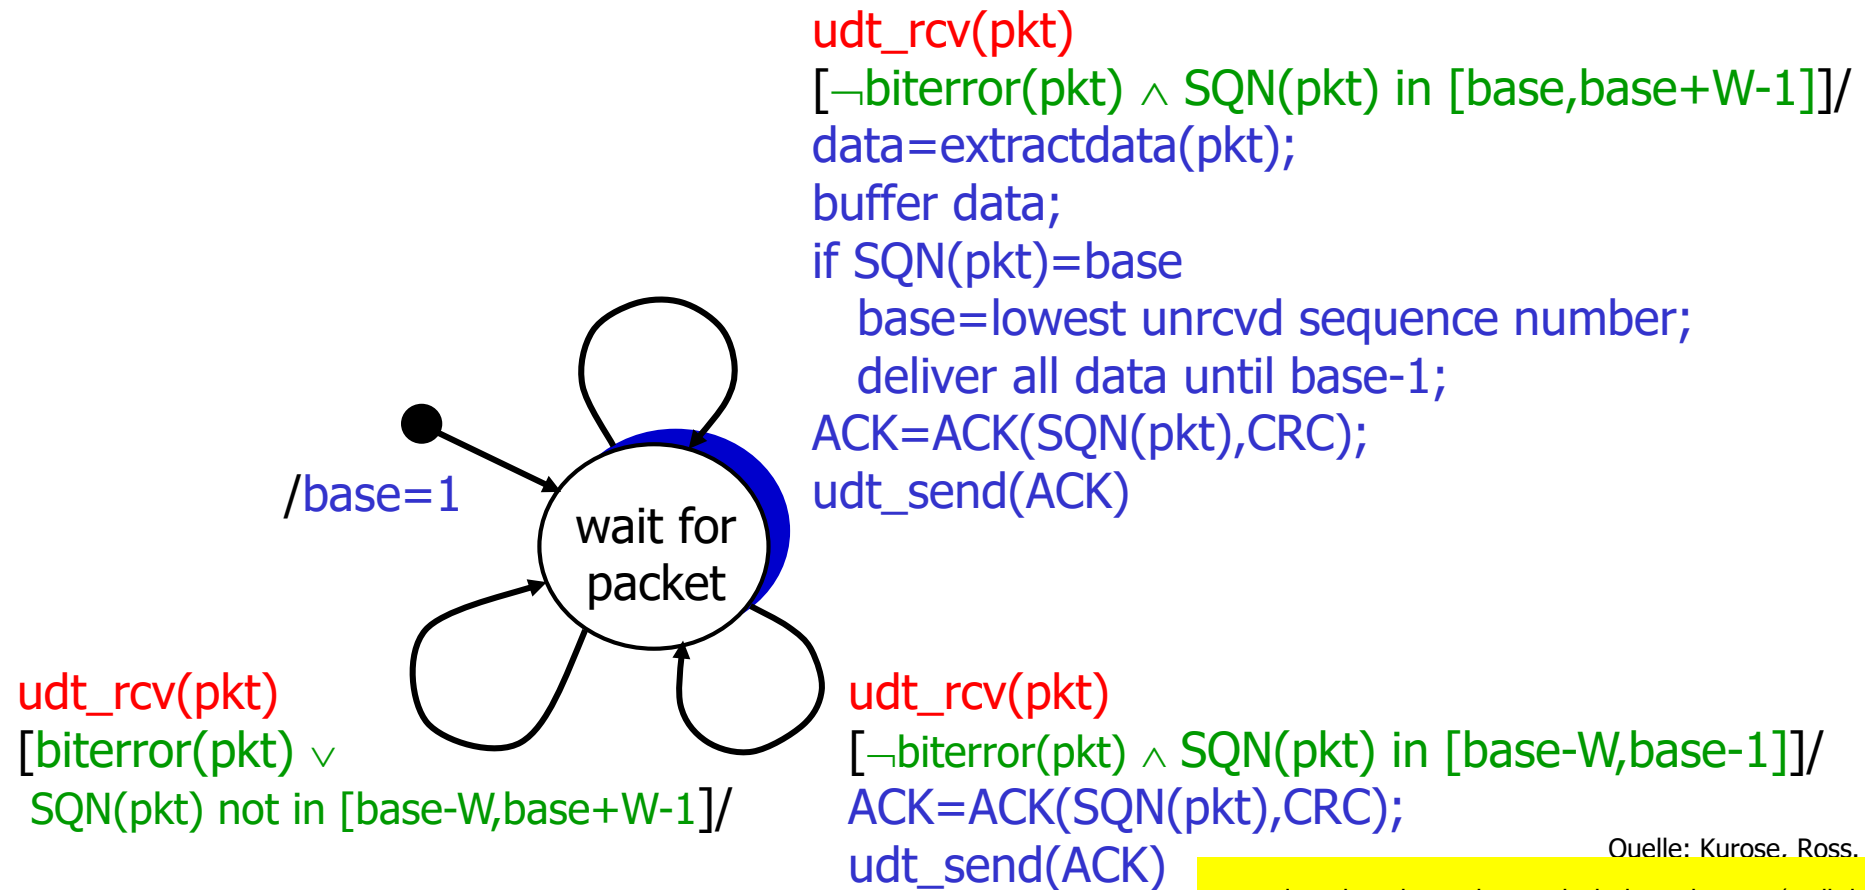 udt_rcv(pkt)
[¬biterror(pkt) ∧ SQN(pkt) in [base,base+W-1]]/
data=extractdata(pkt);
buffer data;
if SQN(pkt)=base
base=lowest unrcvd sequence number;
deliver all data until base-1;
ACK=ACK(SQN(pkt),CRC);
udt_send(ACK)
/base=1
wait for
packet
udt_rcv(pkt)
[biterror(pkt) ∨
SQN(pkt) not in [base-W,base+W-1]/
udt_rcv(pkt)
[¬biterror(pkt) ∧ SQN(pkt) in [base-W,base-1]]/
ACK=ACK(SQN(pkt),CRC);
udt_send(ACK)
Quelle: Kurose, Ross.